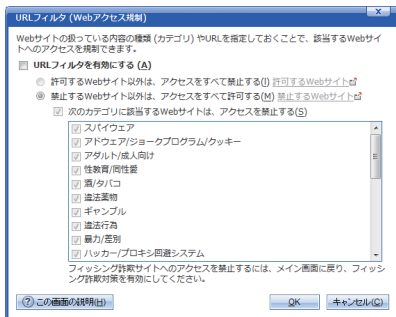 URLフィルタ (Webアクセス規制)
x
Webサイトの扱っている内容の種類 (カテゴリ) やURLを指定しておくことで、該当するWebサイ
トへのアクセスを規制できます。
URLフィルタを有効にする (A)
許可するWebサイト以外は、アクセスをすべて禁止する(I) 許可するWebサイト
禁止するWebサイト以外は、アクセスをすべて許可する(M) 禁止するWebサイト
次のカテゴリに該当するWebサイトは、アクセスを禁止する(S)
スパイウェア
アドウェア/ジョークプログラム/クッキー
アダルト/成人向け
性教育/同性愛
酒/タバコ
違法薬物
ギャンブル
違法行為
暴力/差別
ハッカー/プロキシ回避システム
フィッシング詐欺サイトへのアクセスを禁止するには、メイン画面に戻り、フィッシ
ング詐欺対策を有効にしてください。
? この画面の説明(H) OK キャンセル(C)